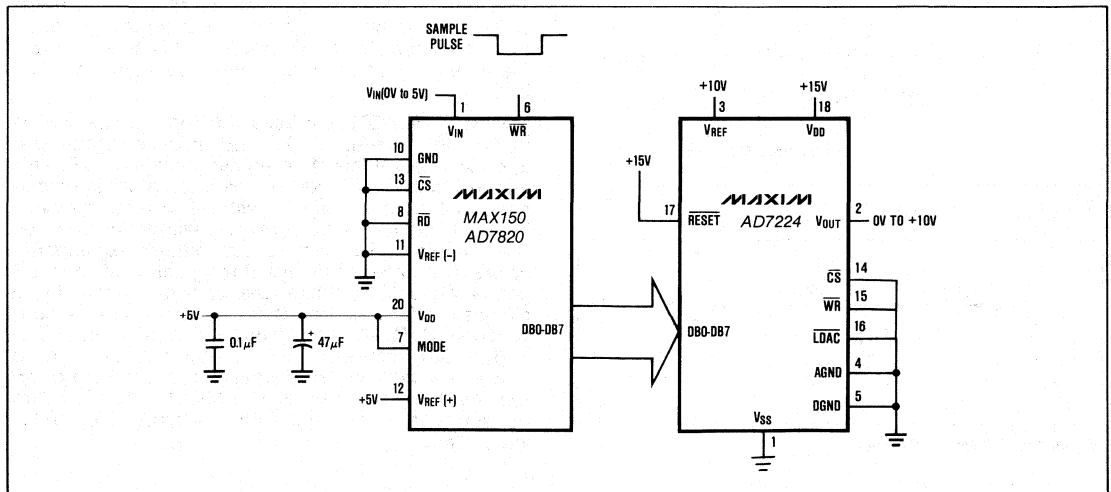 SAMPLE
PULSE
VIN(0V to 5V)
1
6
VIN
WR
10 GND
13 CS
8 RD
11 VREF (-)
MAXIM
MAX150
AD7820
+5V
20 VDD
7 MODE
0.1µF
+ 47µF
DB0-DB7
+5V 12 VREF (+)
+10V
3
VREF
+15V
18
VDD
+15V
17 RESET
MAXIM
AD7224
VOUT 2 0V TO +10V
CS 14
WR 15
LDAC 16
DB0-DB7
AGND 4
DGND 5
VSS
1